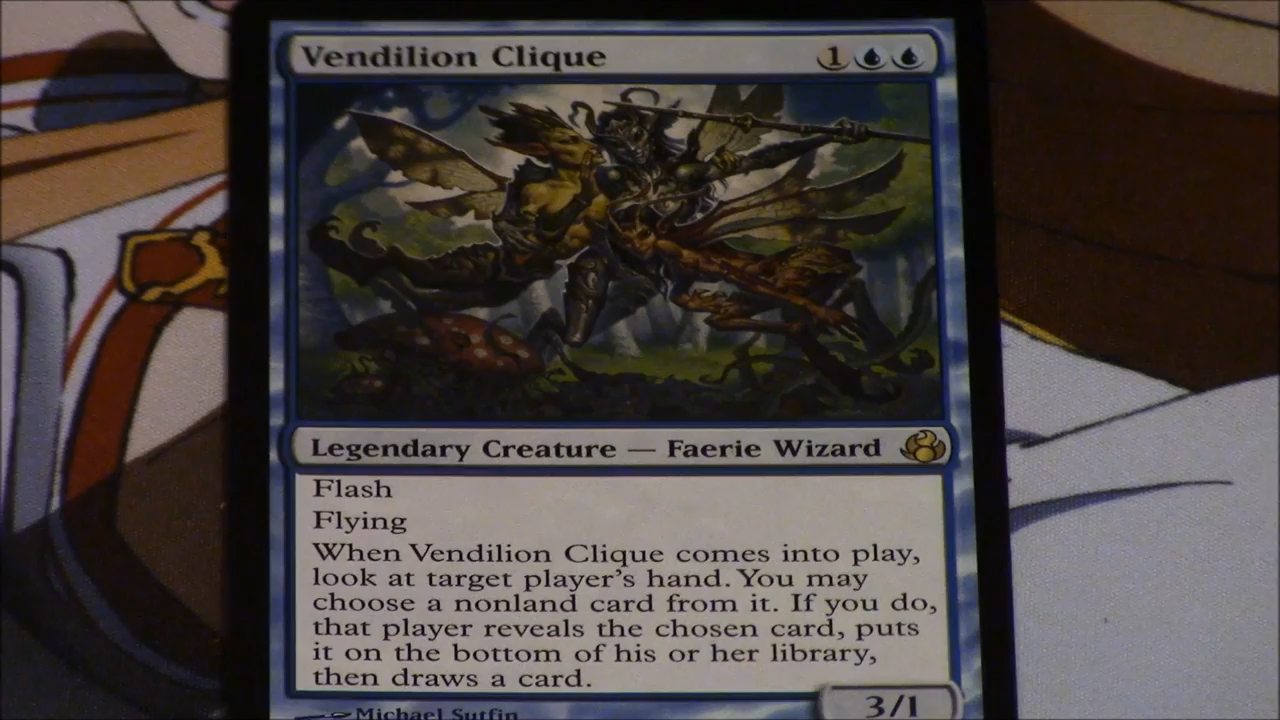 Vendilion Clique 1
Legendary Creature — Faerie Wizard
Flash
Flying
When Vendilion Clique comes into play,
look at target player's hand. You may
choose a nonland card from it. If you do,
that player reveals the chosen card, puts
it on the bottom of his or her library,
then draws a card.
Michael Sutfin
3/1